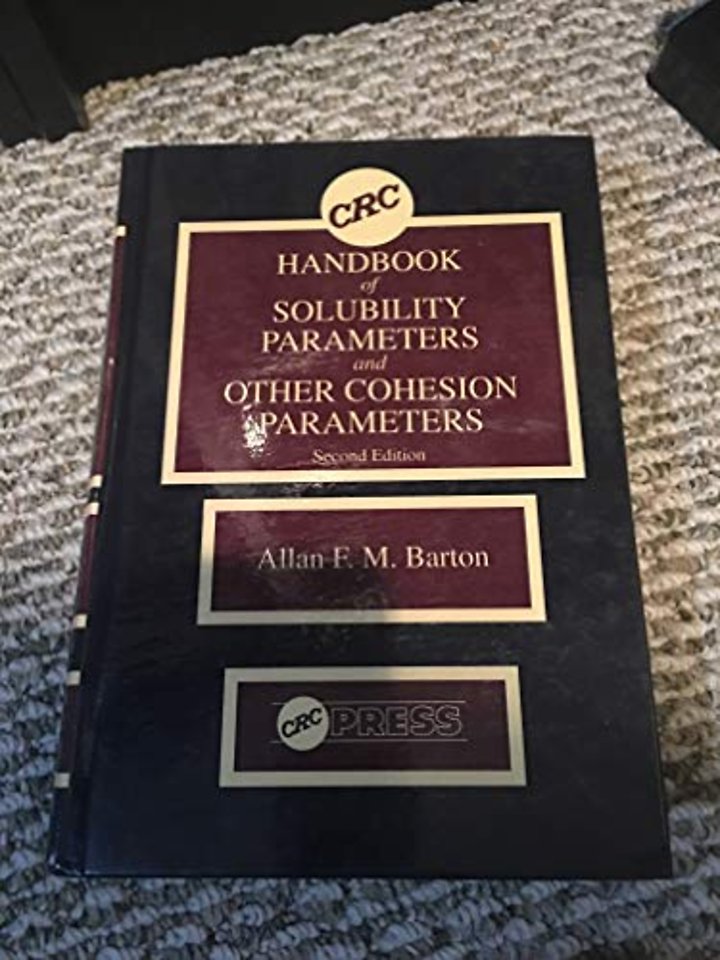 CRC
HANDBOOK
of
SOLUBILITY
PARAMETERS
and
OTHER COHESION
PARAMETERS
Second Edition
Allan F. M. Barton
CRC PRESS